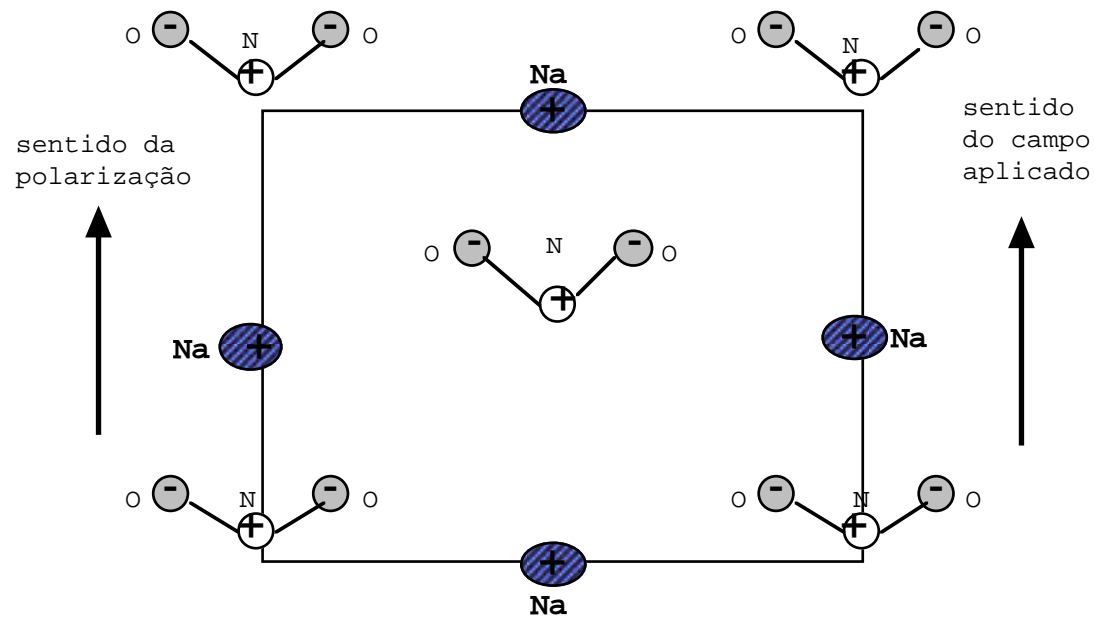 O - N - O
+
O - N - O
+
Na
+
sentido da
polarização
sentido
do campo
aplicado
O - N - O
+
Na +
+ Na
O - N - O
+
O - N - O
+
+
Na